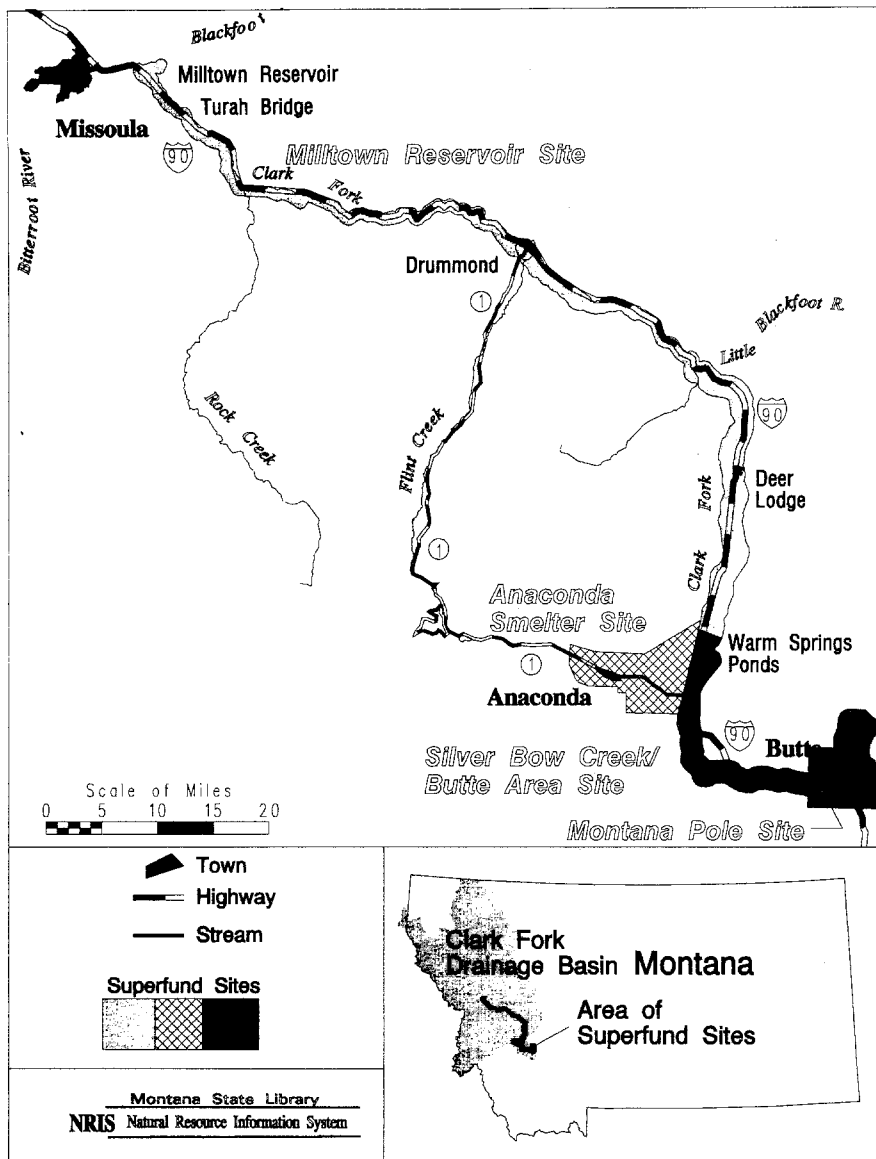 Blackfoot
Milltown Reservoir
Turah Bridge
Missoula
90
Milltown Reservoir Site
Clark
Fork
Bitterroot River
Drummond
1
Blackfoot R.
Little
90
Rock Creek
Flint Creek
Deer
Lodge
Fork
Clark
1
Anaconda
Smelter Site
Warm Springs
Ponds
1
Anaconda
90
Butte
Silver Bow Creek/
Butte Area Site
Montana Pole Site
Scale of Miles
0 5 10 15 20
Town
Highway
Stream
Superfund Sites
Clark Fork
Drainage Basin Montana
Area of
Superfund Sites
Montana State Library
NRIS Natural Resource Information System